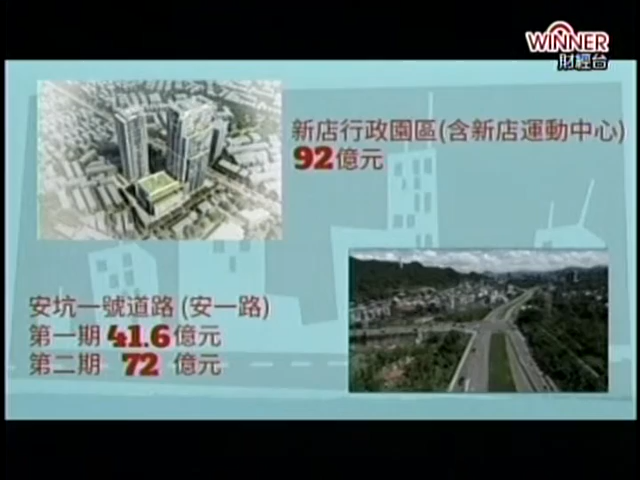 WINNER
財經台
新店行政園區(含新店運動中心)
92億元
安坑一號道路 (安一路)
第一期 41.6 億元
第二期 72 億元